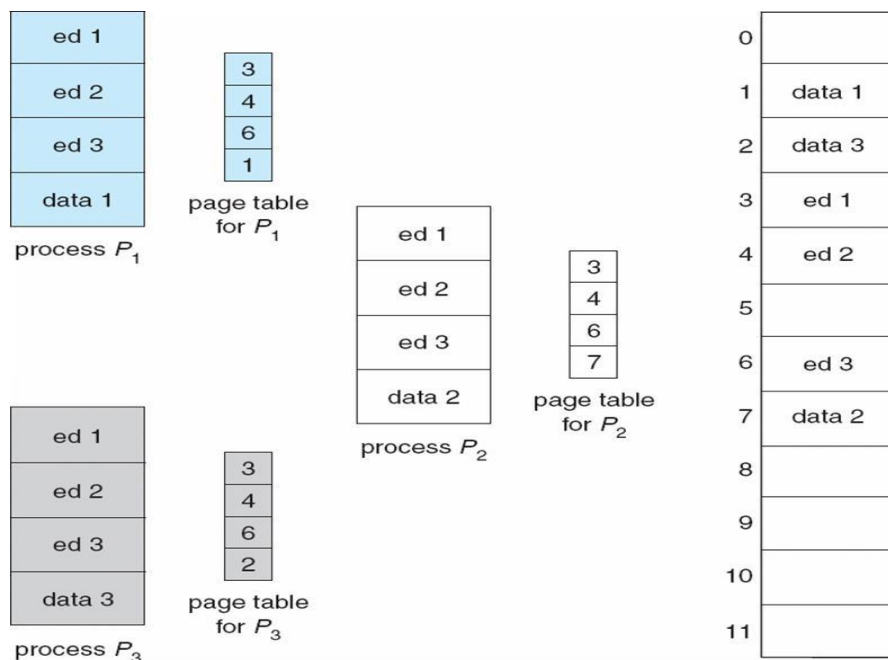 ed 1
ed 2
ed 3
data 1
process P1
3
4
6
1
page table
for P1
ed 1
ed 2
ed 3
data 2
process P2
3
4
6
7
page table
for P2
ed 1
ed 2
ed 3
data 3
process P3
3
4
6
2
page table
for P3
0
1 data 1
2 data 3
3 ed 1
4 ed 2
5
6 ed 3
7 data 2
8
9
10
11